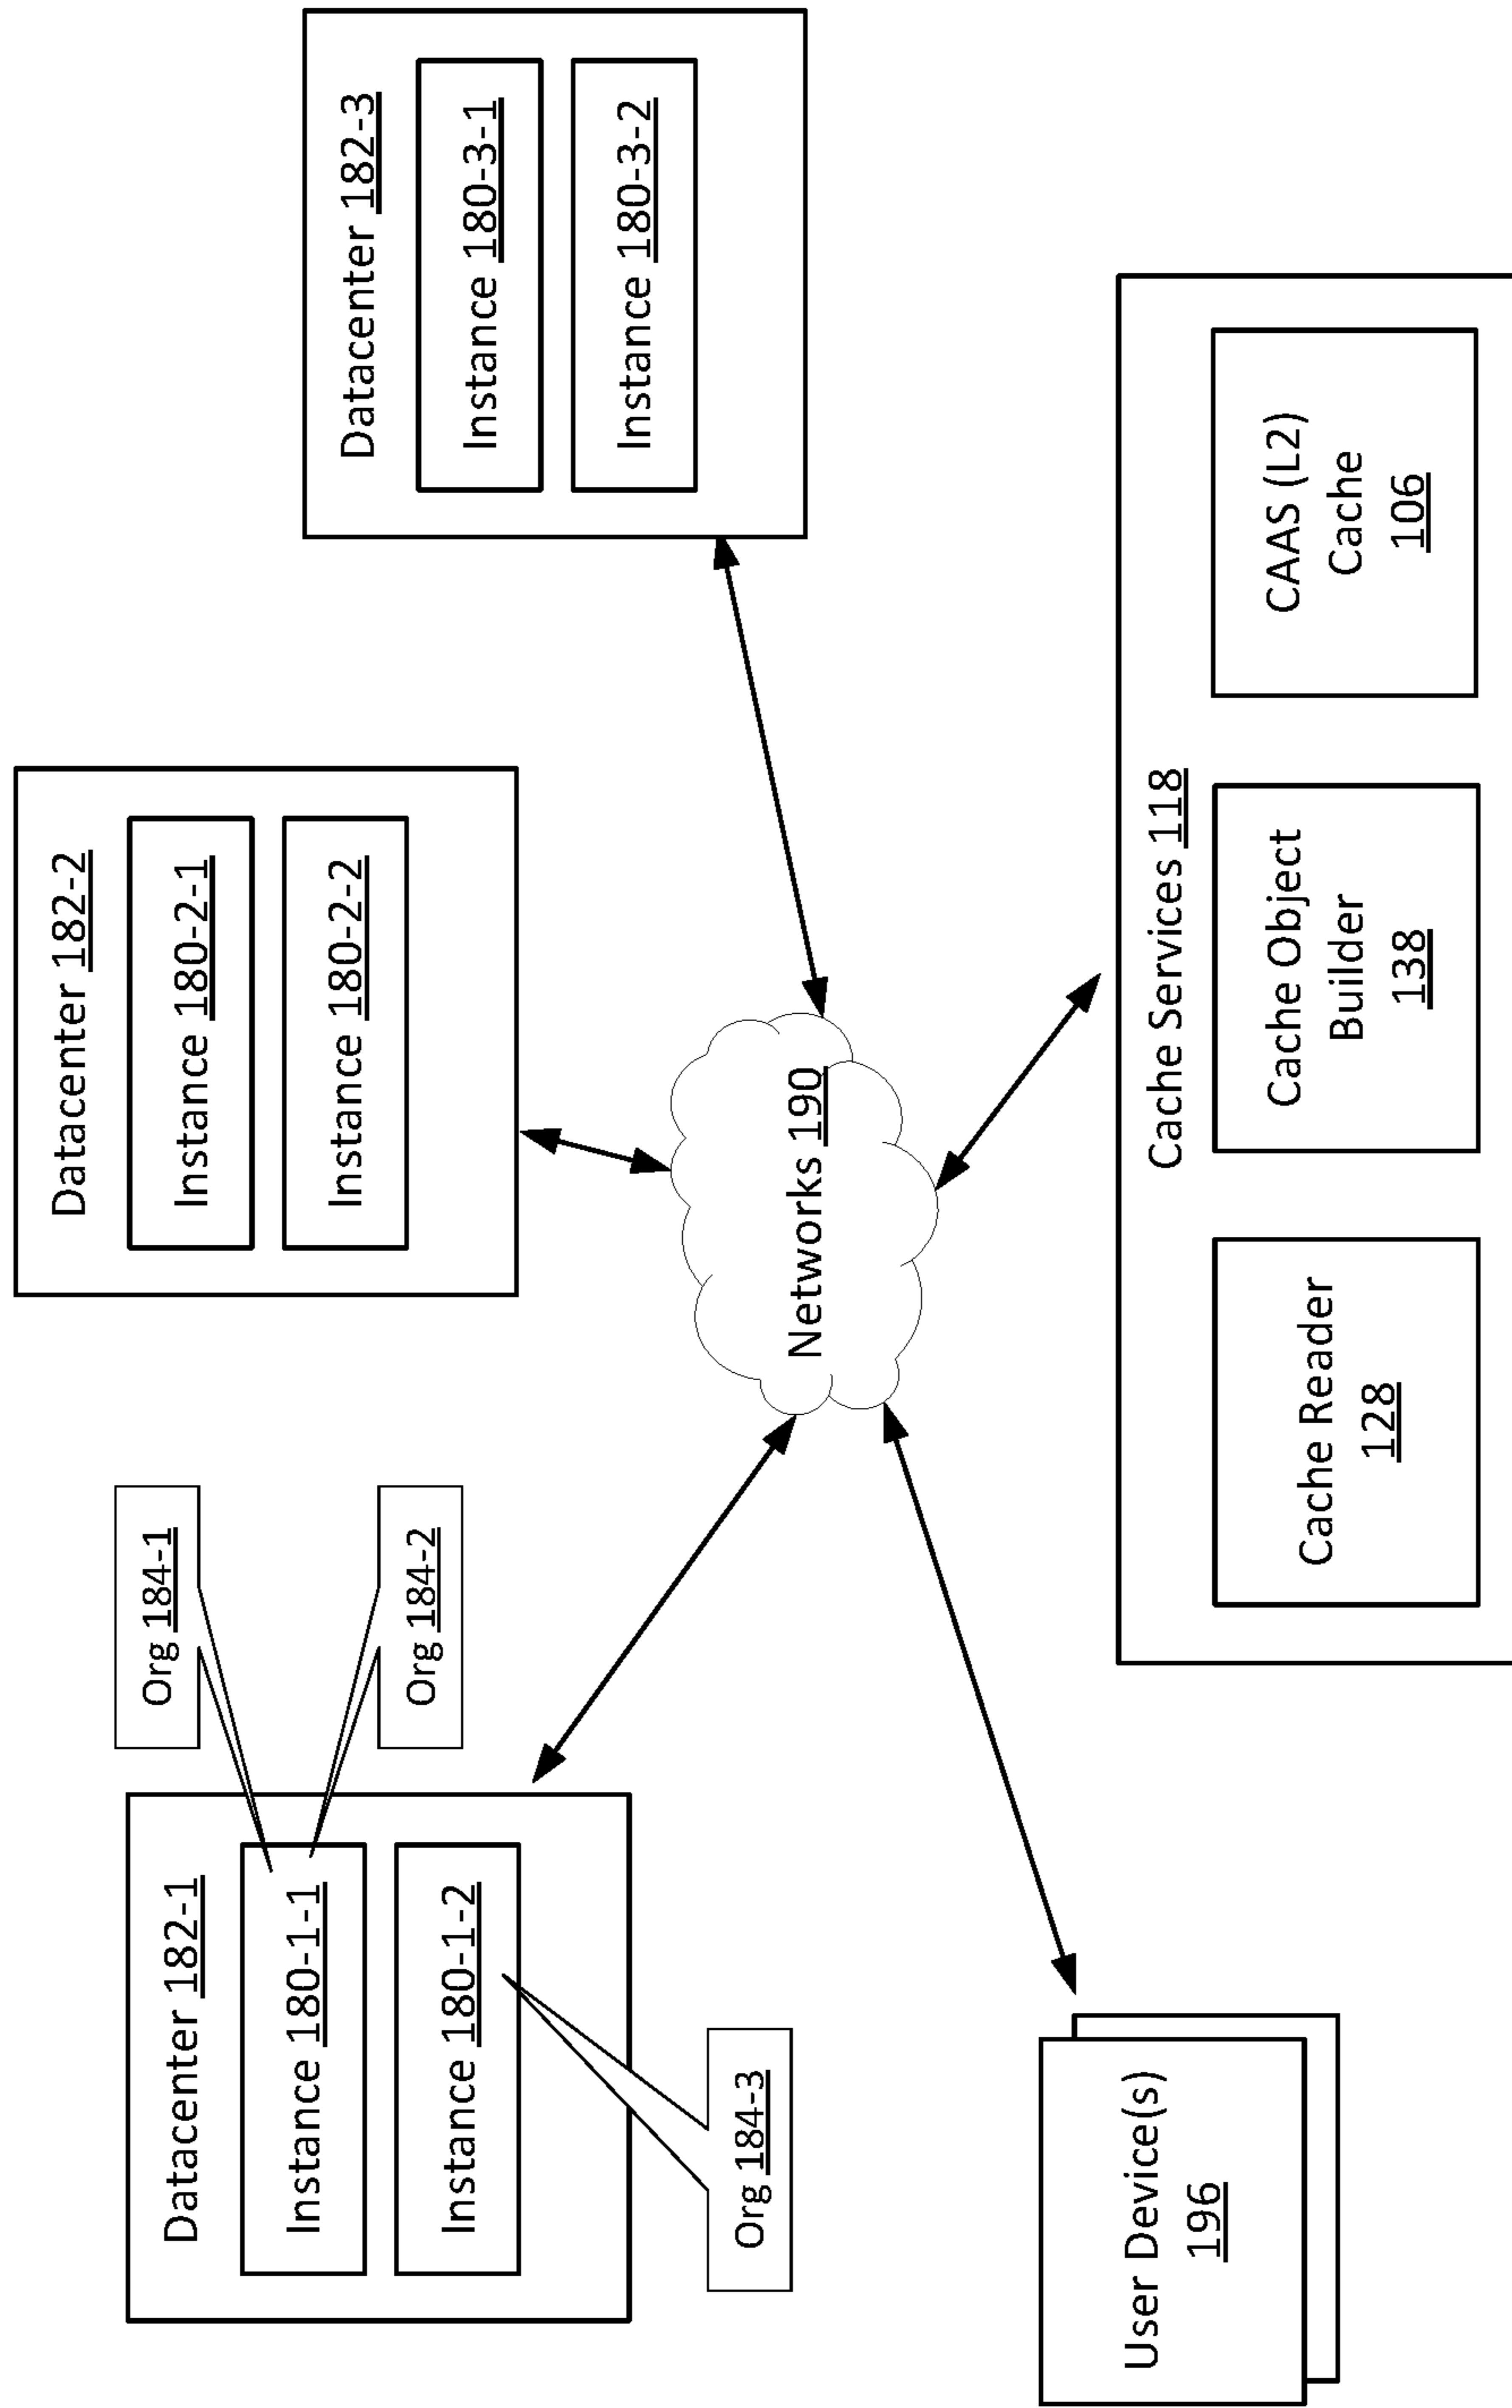 Datacenter 182-1
Instance 180-1-1
Instance 180-1-2
Org 184-1
Org 184-2
Org 184-3
Datacenter 182-2
Instance 180-2-1
Instance 180-2-2
Datacenter 182-3
Instance 180-3-1
Instance 180-3-2
Networks 190
User Device(s)
196
Cache Services 118
Cache Reader
128
Cache Object
Builder
138
CAAS (L2)
Cache
106